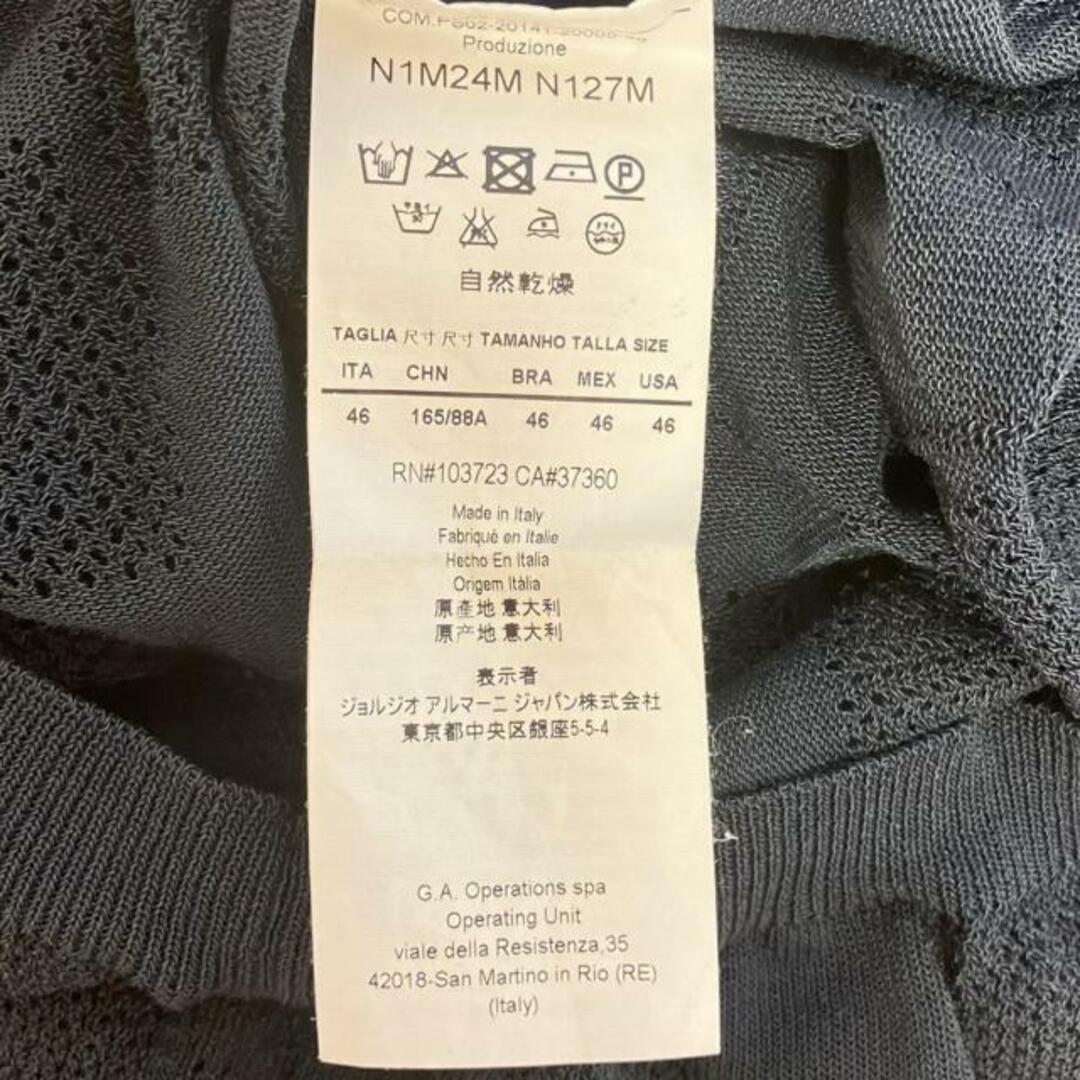 Produzione
N1M24M N127M
P
自然乾燥
TAGLIA 尺寸 尺寸 TAMANHO TALLA SIZE
ITA CHN BRA MEX USA
46 165/88A 46 46 46
RN#103723 CA#37360
Made in Italy
Fabriqué en Italie
Hecho En Italia
Origem Itàlia
原產地 意大利
原产地 意大利
表示者
ジョルジオ アルマーニ ジャパン株式会社
東京都中央区銀座5-5-4
G.A. Operations spa
Operating Unit
viale della Resistenza,35
42018-San Martino in Rio (RE)
(Italy)